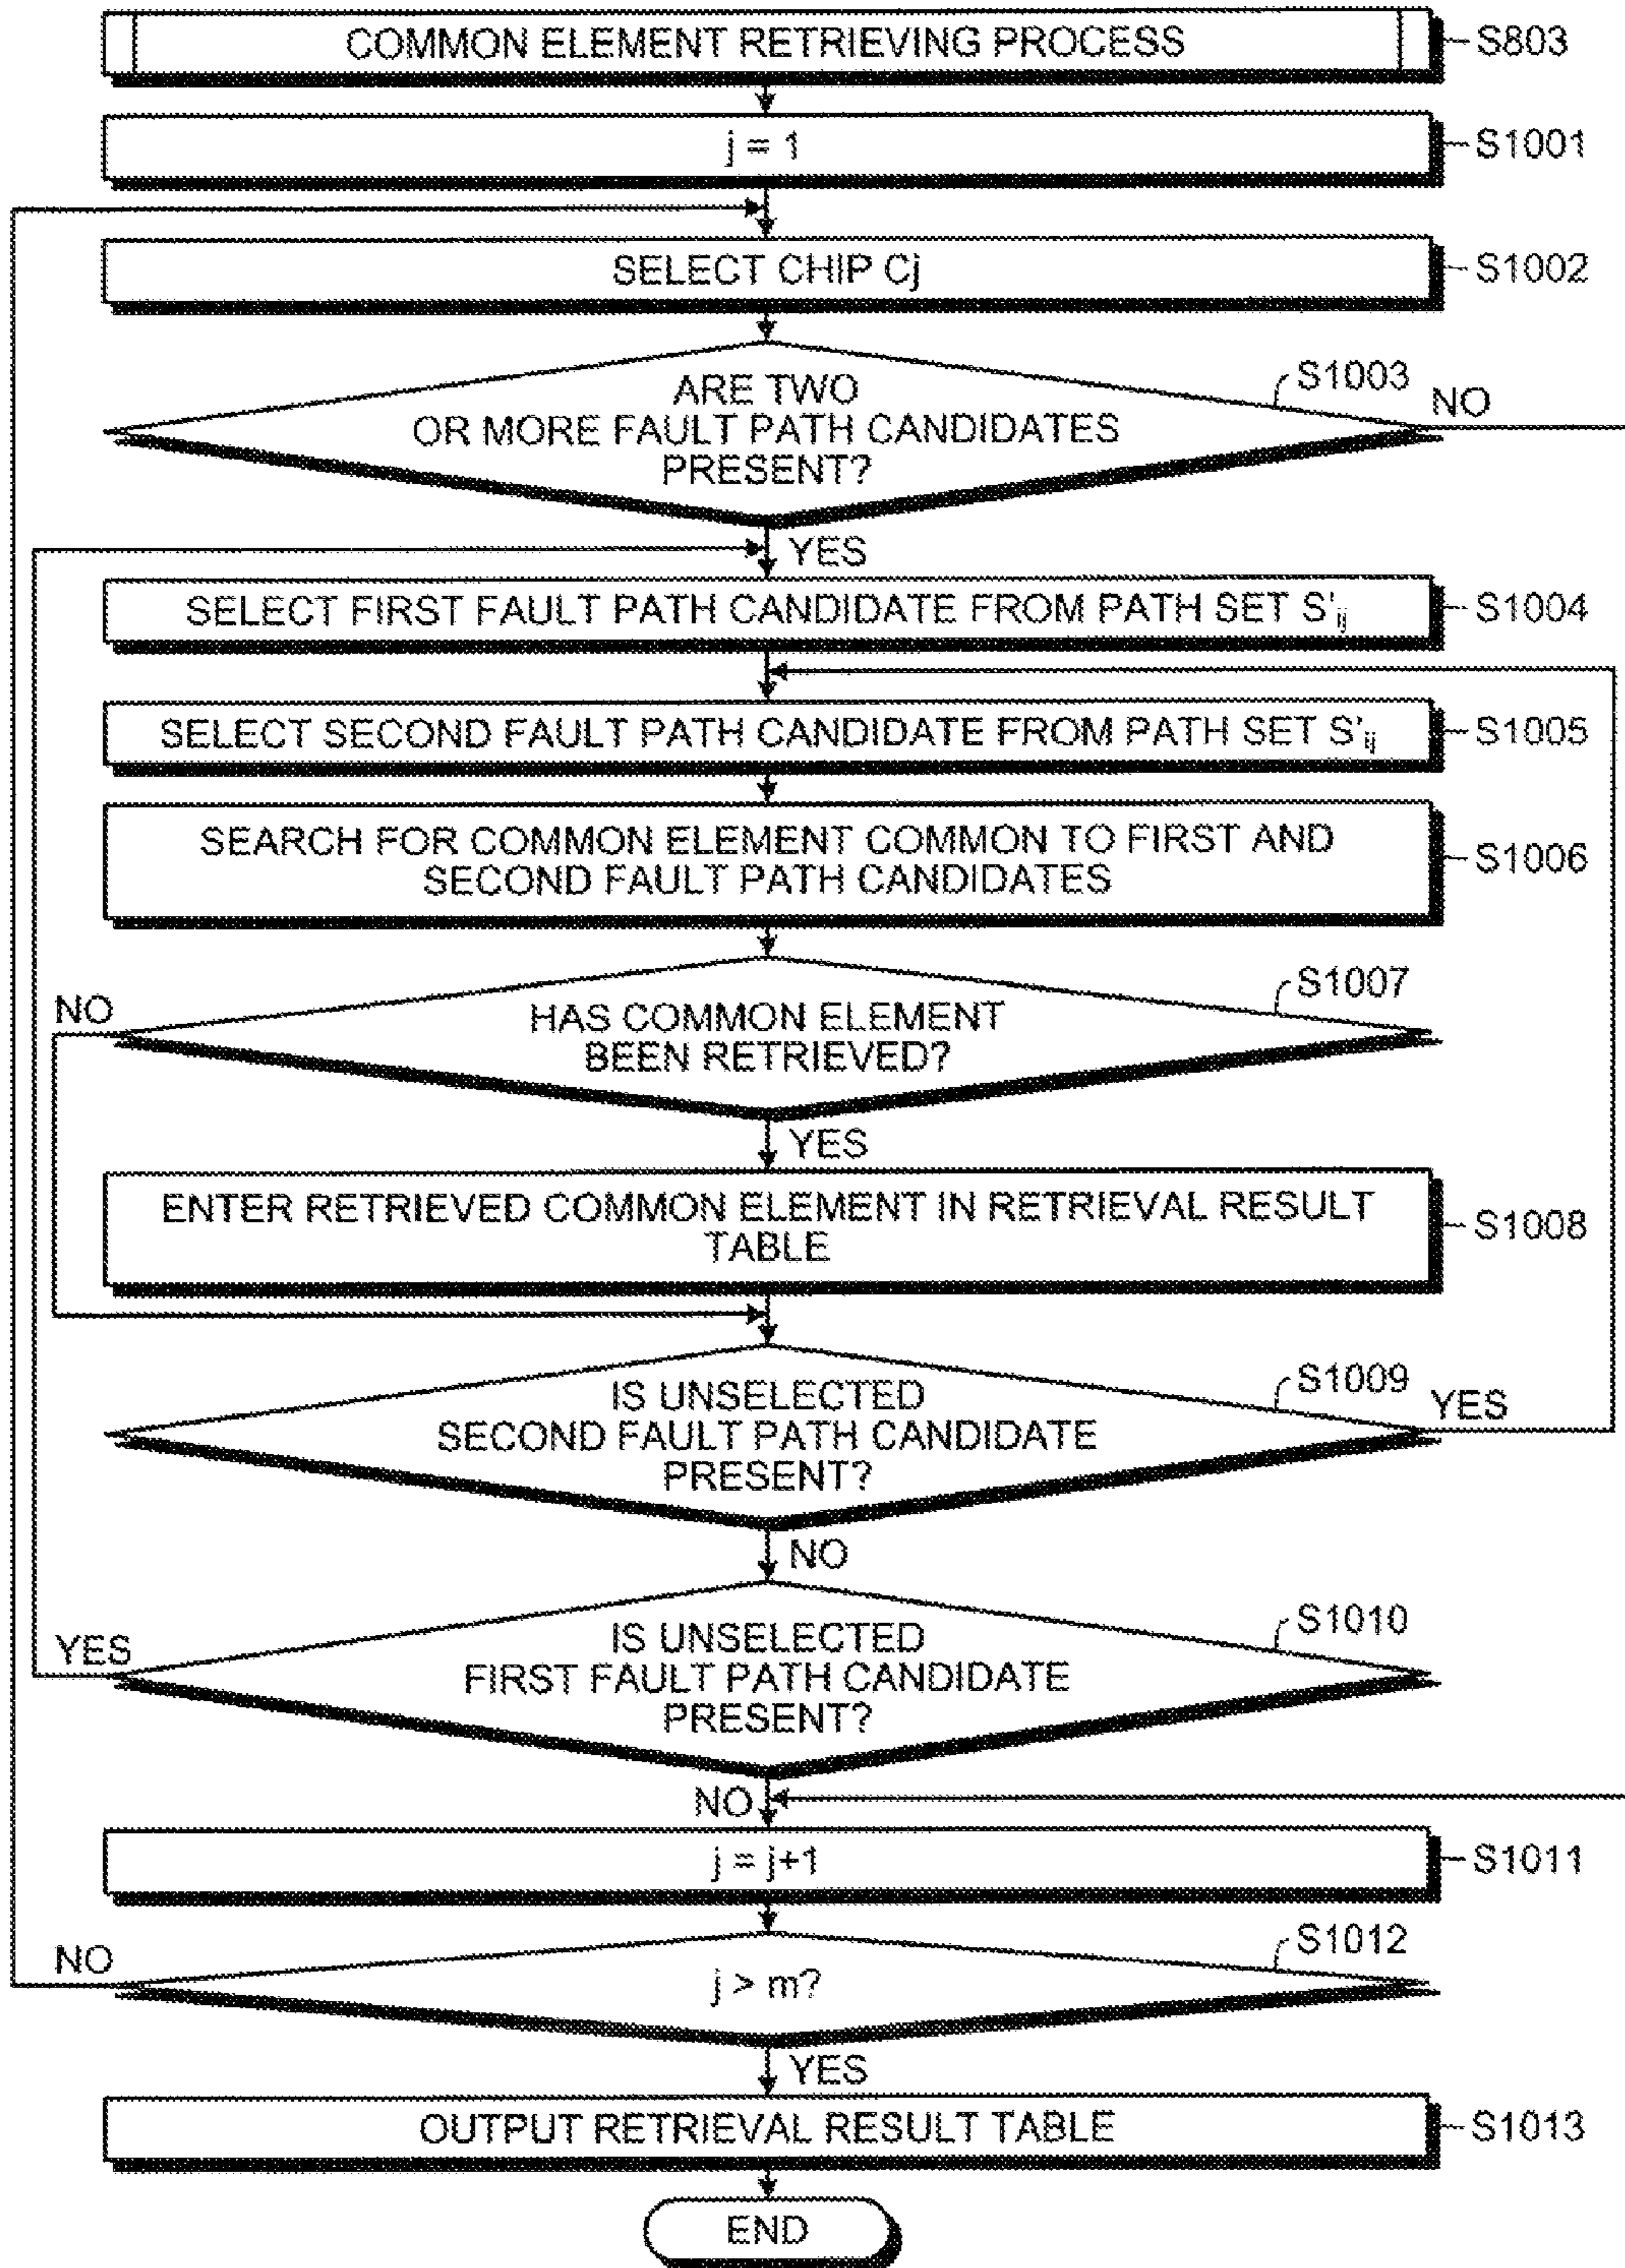 COMMON ELEMENT RETRIEVING PROCESS
S803
j = 1
S1001
SELECT CHIP Cj
S1002
ARE TWO
OR MORE FAULT PATH CANDIDATES
PRESENT?
S1003
NO
YES
SELECT FIRST FAULT PATH CANDIDATE FROM PATH SET S'ij
S1004
SELECT SECOND FAULT PATH CANDIDATE FROM PATH SET S'ij
S1005
SEARCH FOR COMMON ELEMENT COMMON TO FIRST AND
SECOND FAULT PATH CANDIDATES
S1006
HAS COMMON ELEMENT
BEEN RETRIEVED?
S1007
NO
YES
ENTER RETRIEVED COMMON ELEMENT IN RETRIEVAL RESULT
TABLE
S1008
IS UNSELECTED
SECOND FAULT PATH CANDIDATE
PRESENT?
S1009
YES
NO
IS UNSELECTED
FIRST FAULT PATH CANDIDATE
PRESENT?
S1010
YES
NO
j = j+1
S1011
j > m?
S1012
NO
YES
OUTPUT RETRIEVAL RESULT TABLE
S1013
END